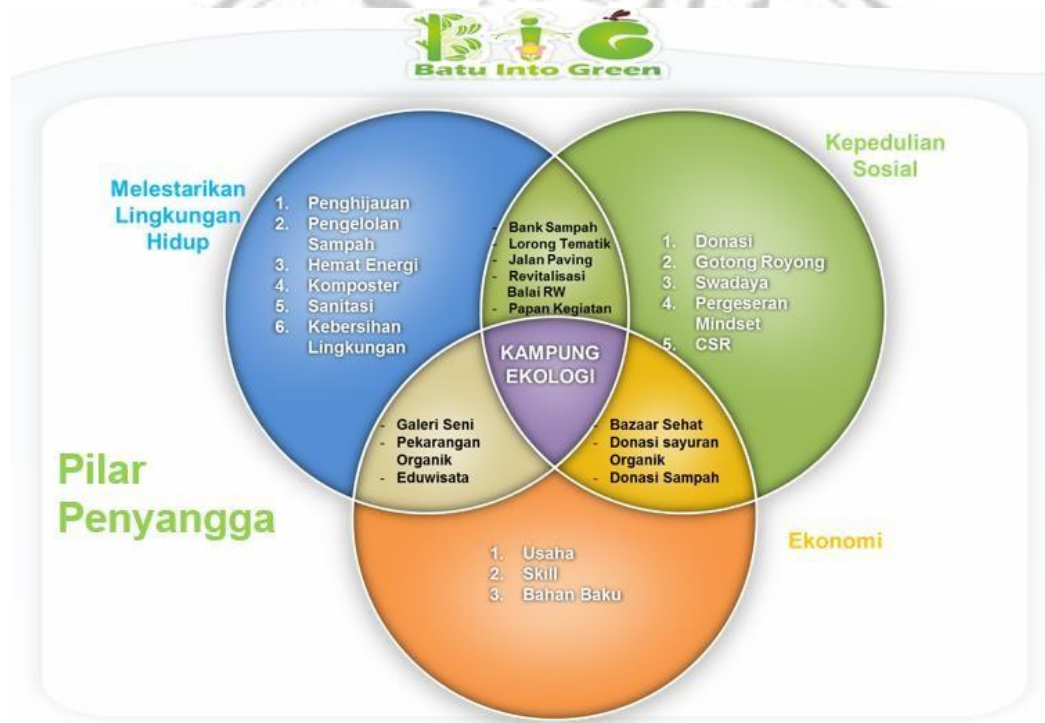 BIG
Batu Into Green
Kepedulian
Sosial
Melestarikan
Lingkungan
Hidup
1. Penghijauan
2. Pengelolan
Sampah
3. Hemat Energi
4. Komposter
5. Sanitasi
6. Kebersihan
Lingkungan
- Bank Sampah
- Lorong Tematik
- Jalan Paving
- Revitalisasi
Balai RW
- Papan Kegiatan
1. Donasi
2. Gotong Royong
3. Swadaya
4. Pergeseran
Mindset
5. CSR
KAMPUNG
EKOLOGI
- Galeri Seni
- Pekarangan
Organik
- Eduwisata
- Bazaar Sehat
- Donasi sayuran
Organik
- Donasi Sampah
Pilar
Penyangga
Ekonomi
1. Usaha
2. Skill
3. Bahan Baku